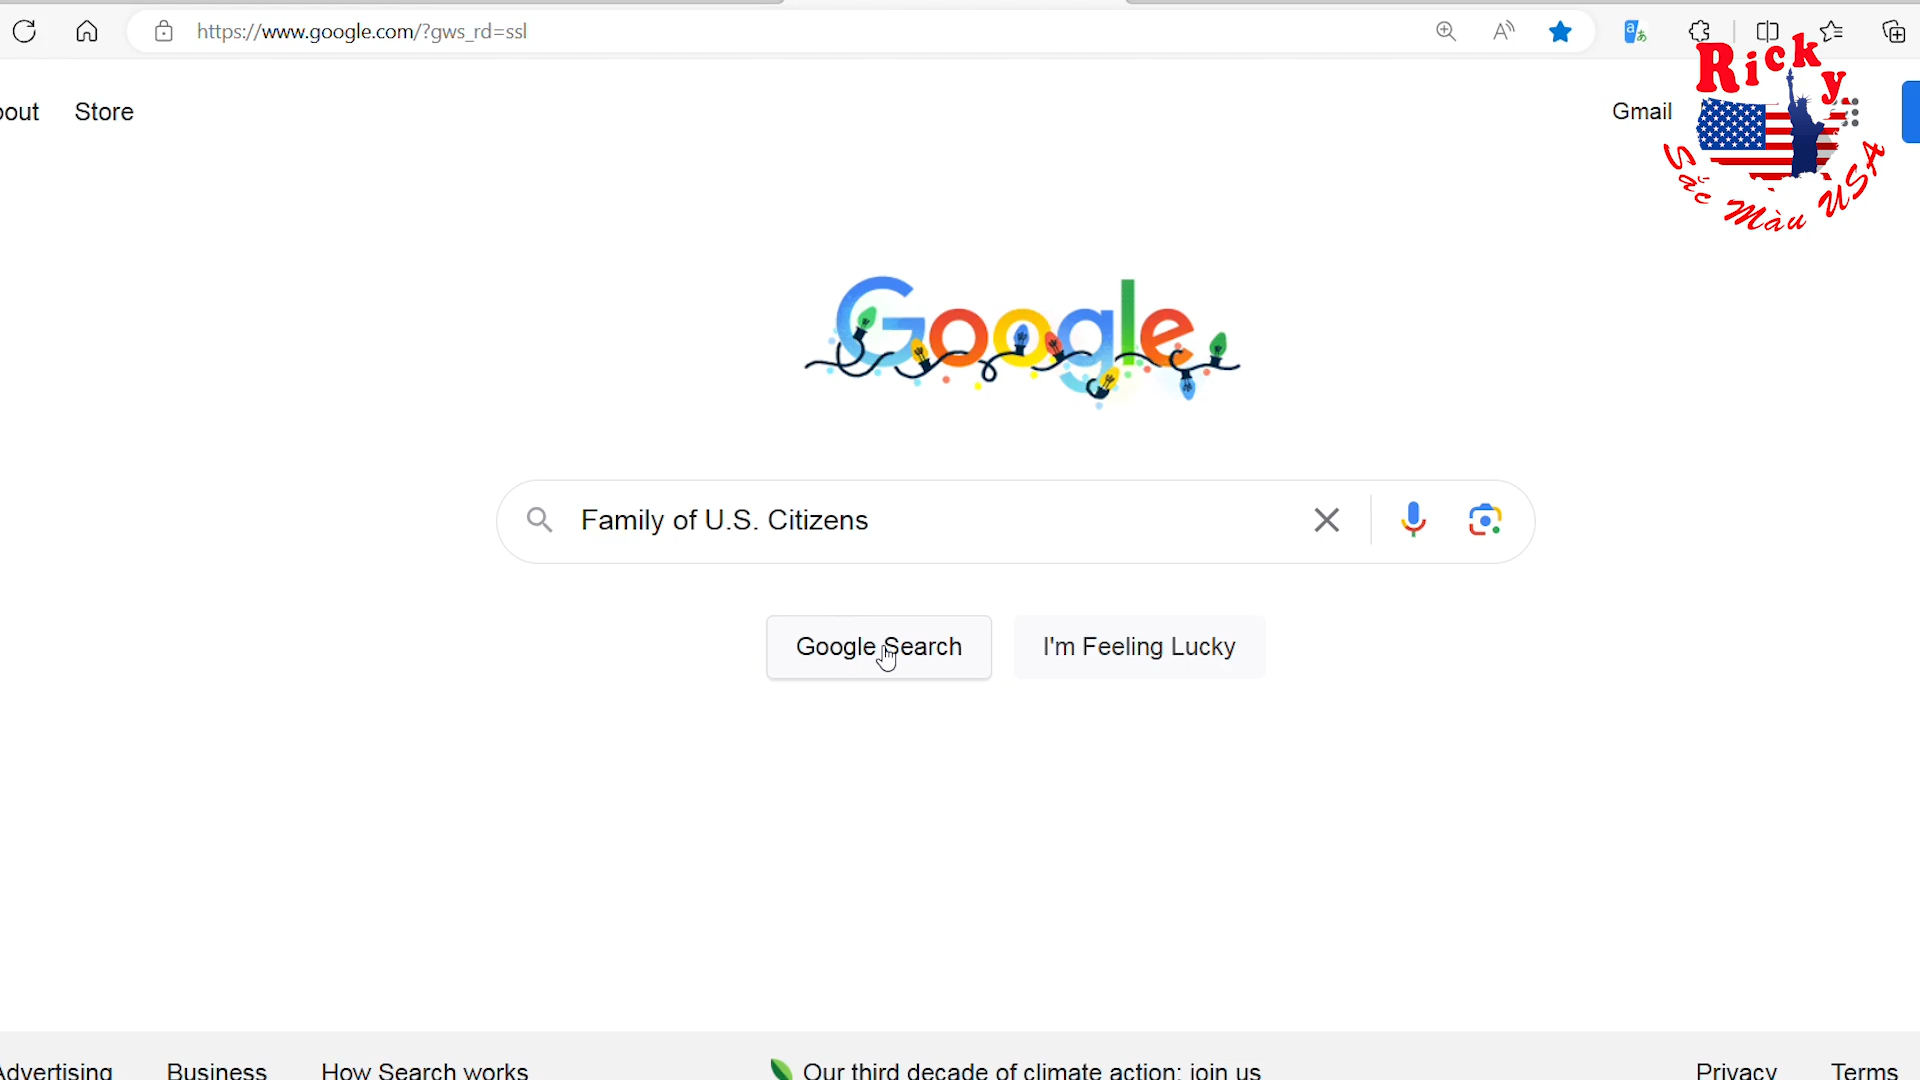 https://www.google.com/?gws_rd=ssl
Store
Gmail
Ricky
Sắc Màu USA
Google
Family of U.S. Citizens
Google Search
I'm Feeling Lucky
Advertising
Business
How Search works
Our third decade of climate action: join us
Privacy
Terms